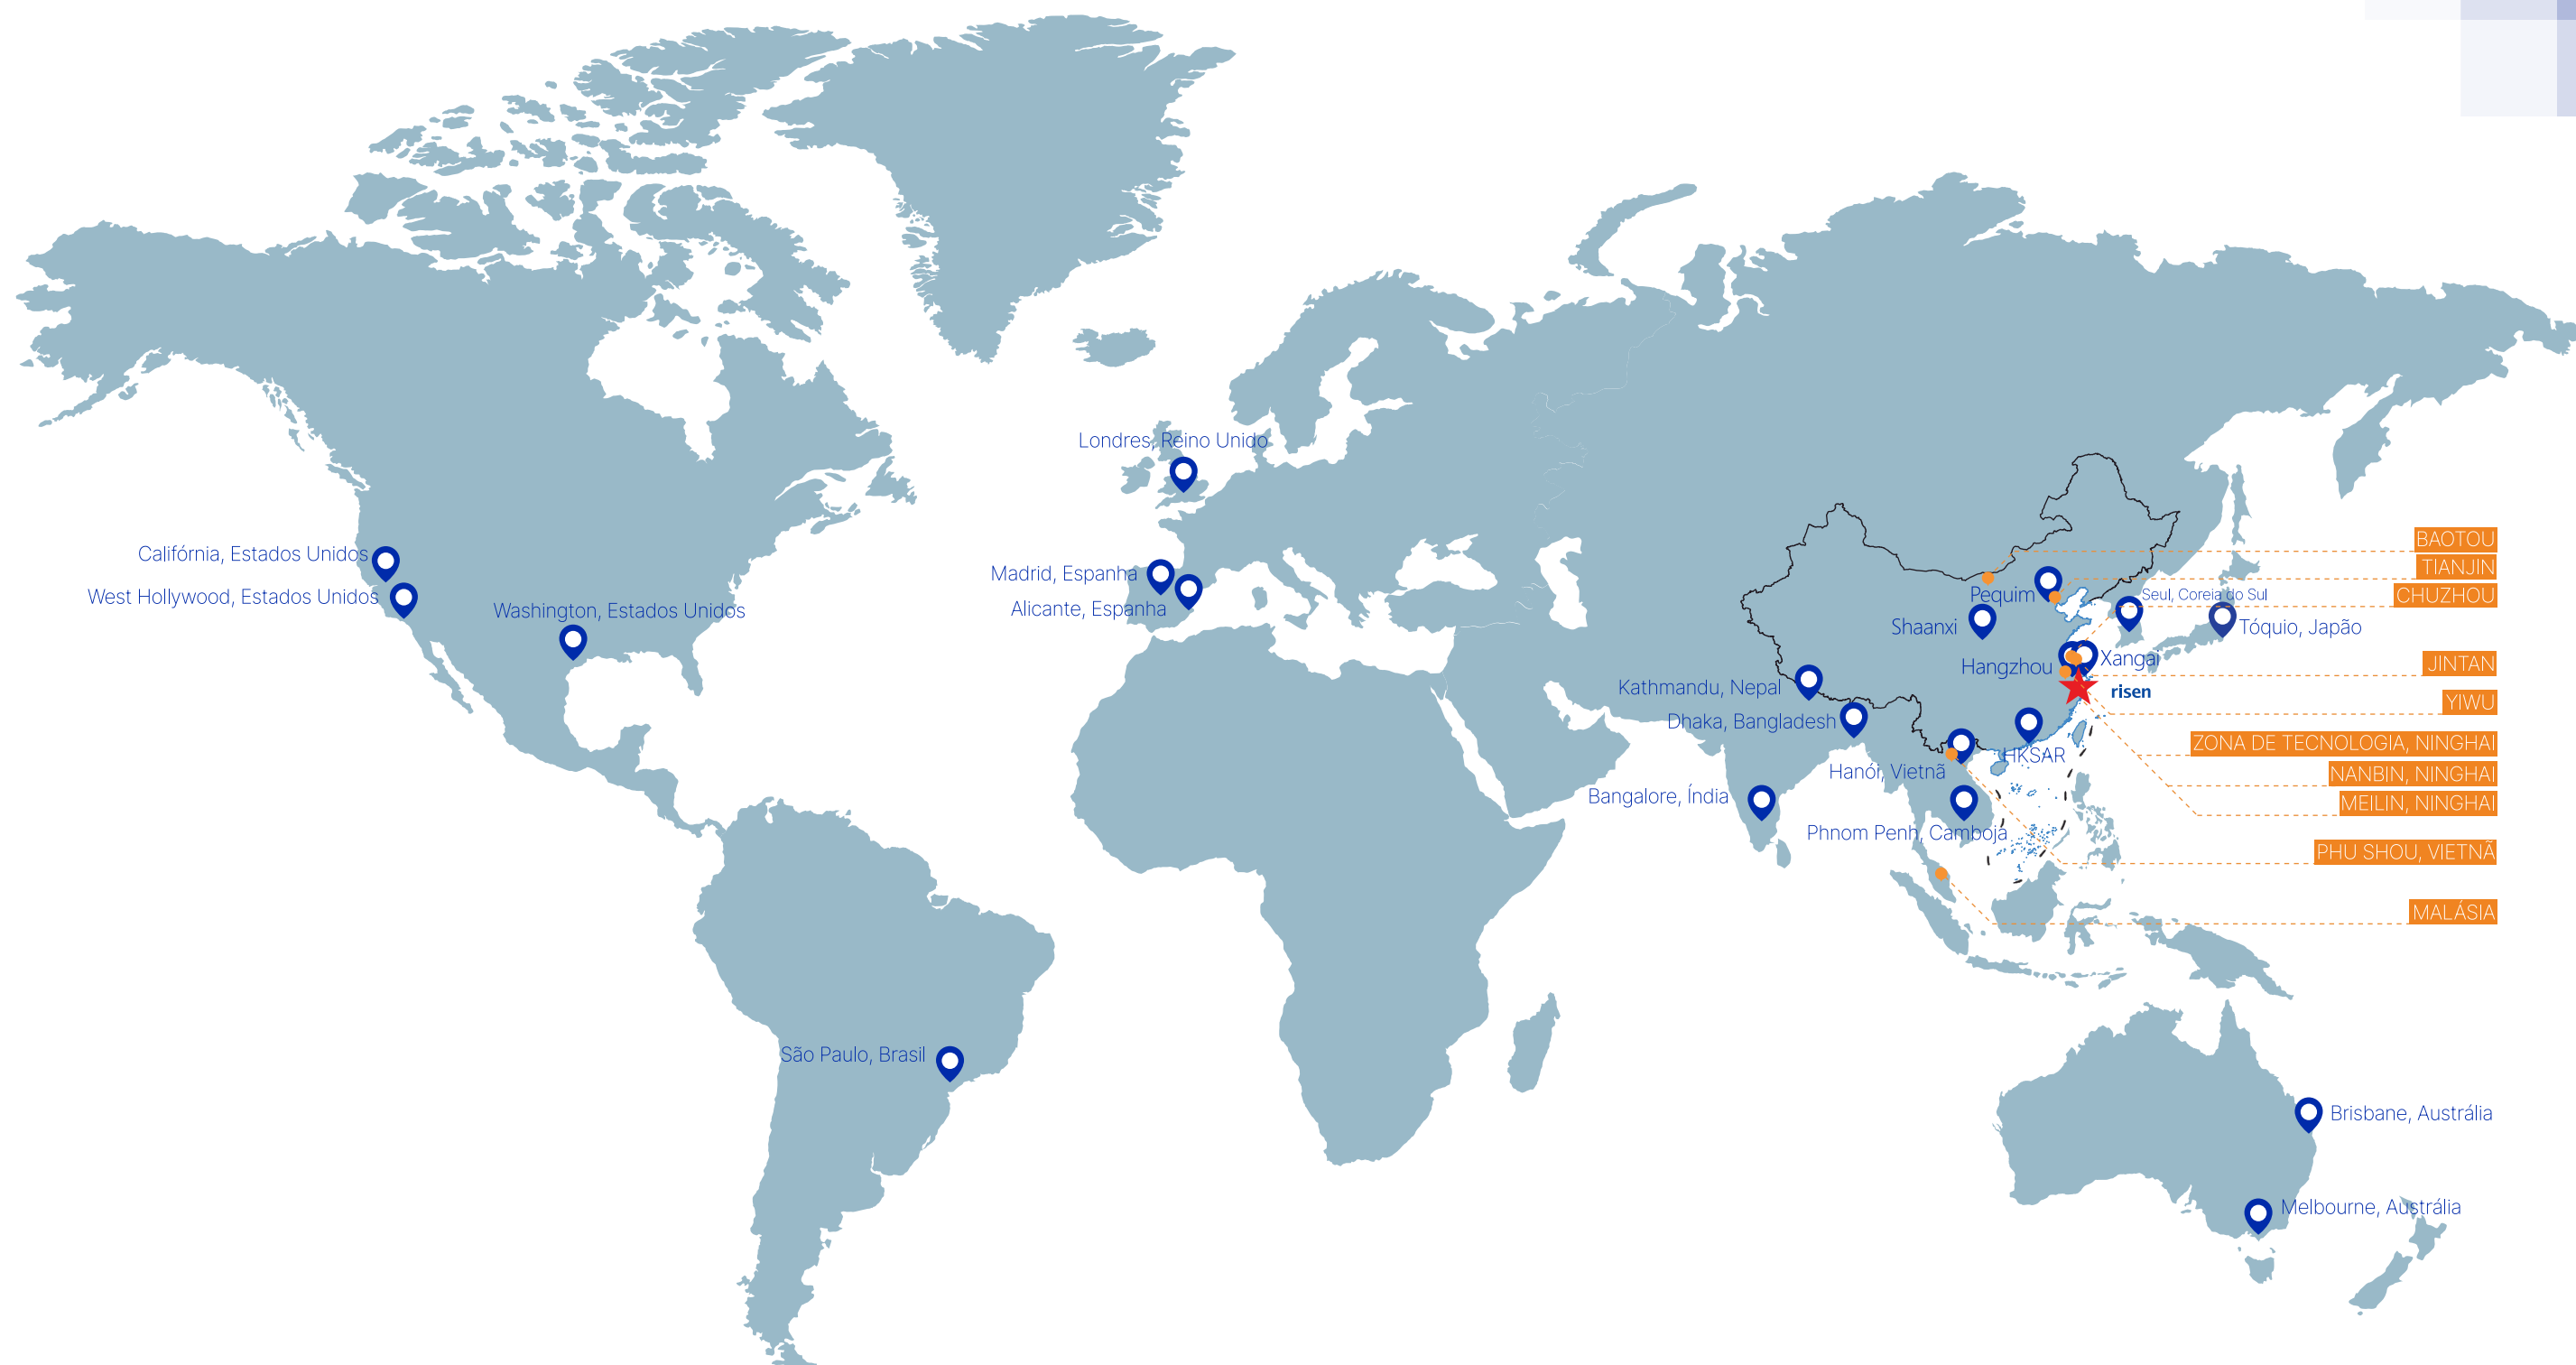 Londres, Reino Unido
BAOTOU
Califórnia, Estados Unidos
TIANJIN
Madrid, Espanha
Pequim
Seul, Coreia do Sul
CHUZHOU
West Hollywood, Estados Unidos
Alicante, Espanha
Washington, Estados Unidos
Shaanxi
Tóquio, Japão
Xangai
JINTAN
Hangzhou
Kathmandu, Nepal
risen
YIWU
Dhaka, Bangladesh
ZONA DE TECNOLOGIA, NINGHAI
HKSAR
Hanói, Vietnã
NANBIN, NINGHAI
Bangalore, Índia
MEILIN, NINGHAI
Phnom Penh, Camboja
PHU SHOU, VIETNÃ
MALÁSIA
São Paulo, Brasil
Brisbane, Austrália
Melbourne, Austrália